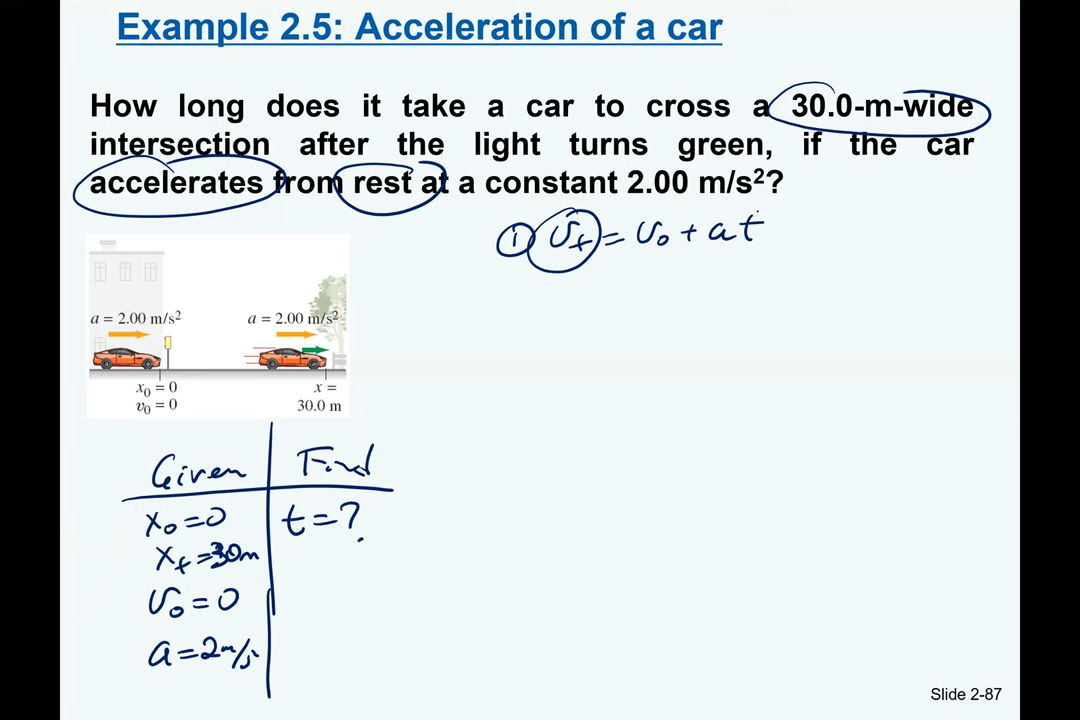 Example 2.5: Acceleration of a car
How long does it take a car to cross a 30.0-m-wide
intersection after the light turns green, if the car
accelerates from rest at a constant 2.00 m/s²?
① v_f = v₀ + at
a = 2.00 m/s² a = 2.00 m/s²
x₀ = 0 x =
v₀ = 0 30.0 m
Given Find
x₀ = 0 t = ?
x_f = 30m
v₀ = 0
a = 2m/s
Slide 2-87